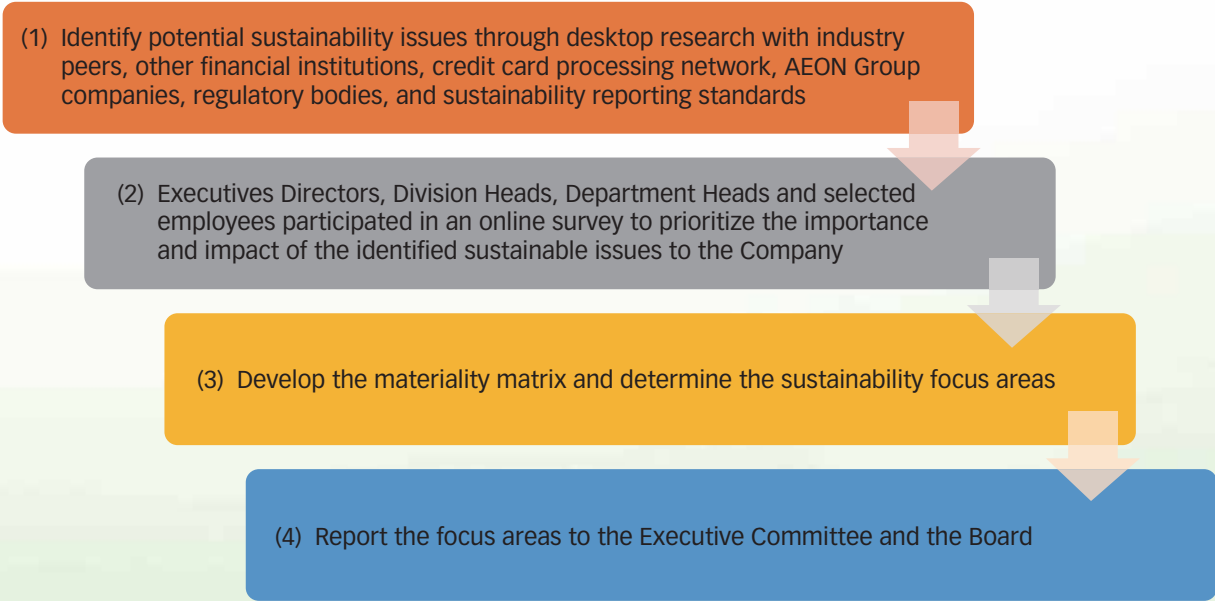 (1) Identify potential sustainability issues through desktop research with industry
peers, other financial institutions, credit card processing network, AEON Group
companies, regulatory bodies, and sustainability reporting standards
(2) Executives Directors, Division Heads, Department Heads and selected
employees participated in an online survey to prioritize the importance
and impact of the identified sustainable issues to the Company
(3) Develop the materiality matrix and determine the sustainability focus areas
(4) Report the focus areas to the Executive Committee and the Board